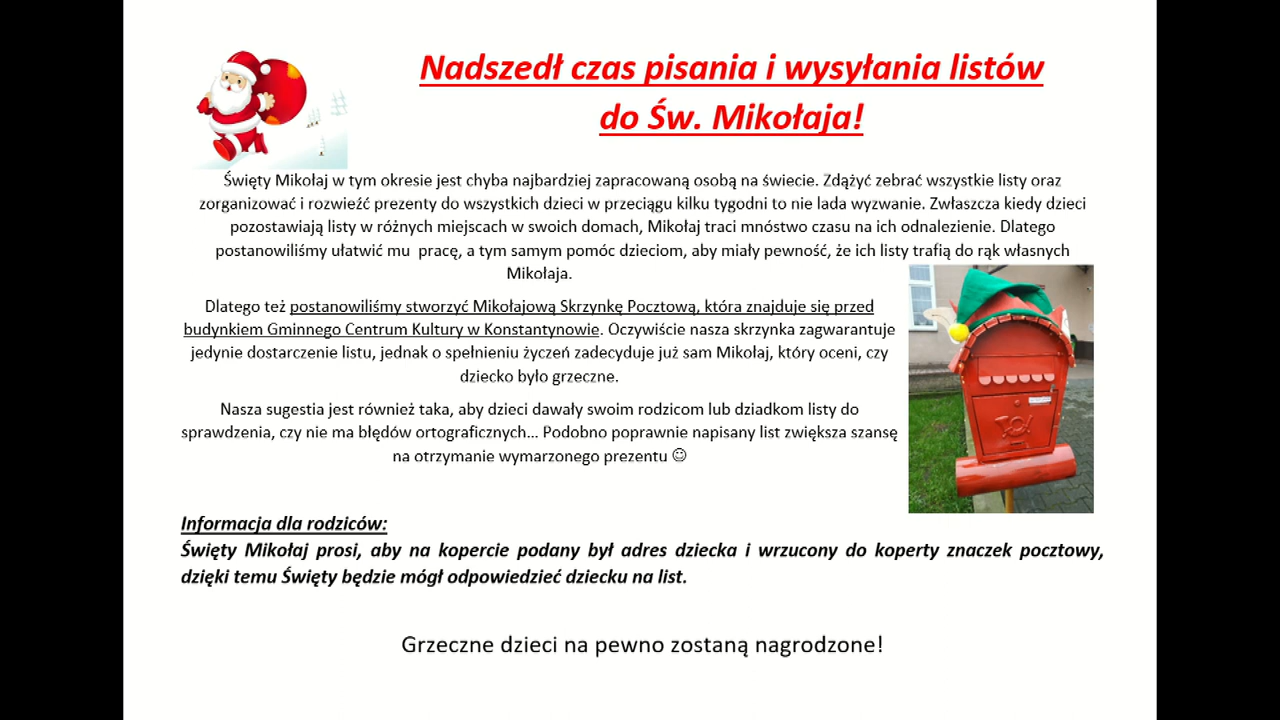 Nadszedł czas pisania i wysyłania listów
do Św. Mikołaja!
Święty Mikołaj w tym okresie jest chyba najbardziej zapracowaną osobą na świecie. Zdążyć zebrać wszystkie listy oraz
zorganizować i rozwieźć prezenty do wszystkich dzieci w przeciągu kilku tygodni to nie lada wyzwanie. Zwłaszcza kiedy dzieci
pozostawiają listy w różnych miejscach w swoich domach, Mikołaj traci mnóstwo czasu na ich odnalezienie. Dlatego
postanowiliśmy ułatwić mu  pracę, a tym samym pomóc dzieciom, aby miały pewność, że ich listy trafią do rąk własnych
Mikołaja.
Dlatego też postanowiliśmy stworzyć Mikołajową Skrzynkę Pocztową, która znajduje się przed
budynkiem Gminnego Centrum Kultury w Konstantynowie. Oczywiście nasza skrzynka zagwarantuje
jedynie dostarczenie listu, jednak o spełnieniu życzeń zadecyduje już sam Mikołaj, który oceni, czy
dziecko było grzeczne.
Nasza sugestia jest również taka, aby dzieci dawały swoim rodzicom lub dziadkom listy do
sprawdzenia, czy nie ma błędów ortograficznych... Podobno poprawnie napisany list zwiększa szansę
na otrzymanie wymarzonego prezentu ☺
Informacja dla rodziców:
Święty Mikołaj prosi, aby na kopercie podany był adres dziecka i wrzucony do koperty znaczek pocztowy,
dzięki temu Święty będzie mógł odpowiedzieć dziecku na list.
Grzeczne dzieci na pewno zostaną nagrodzone!